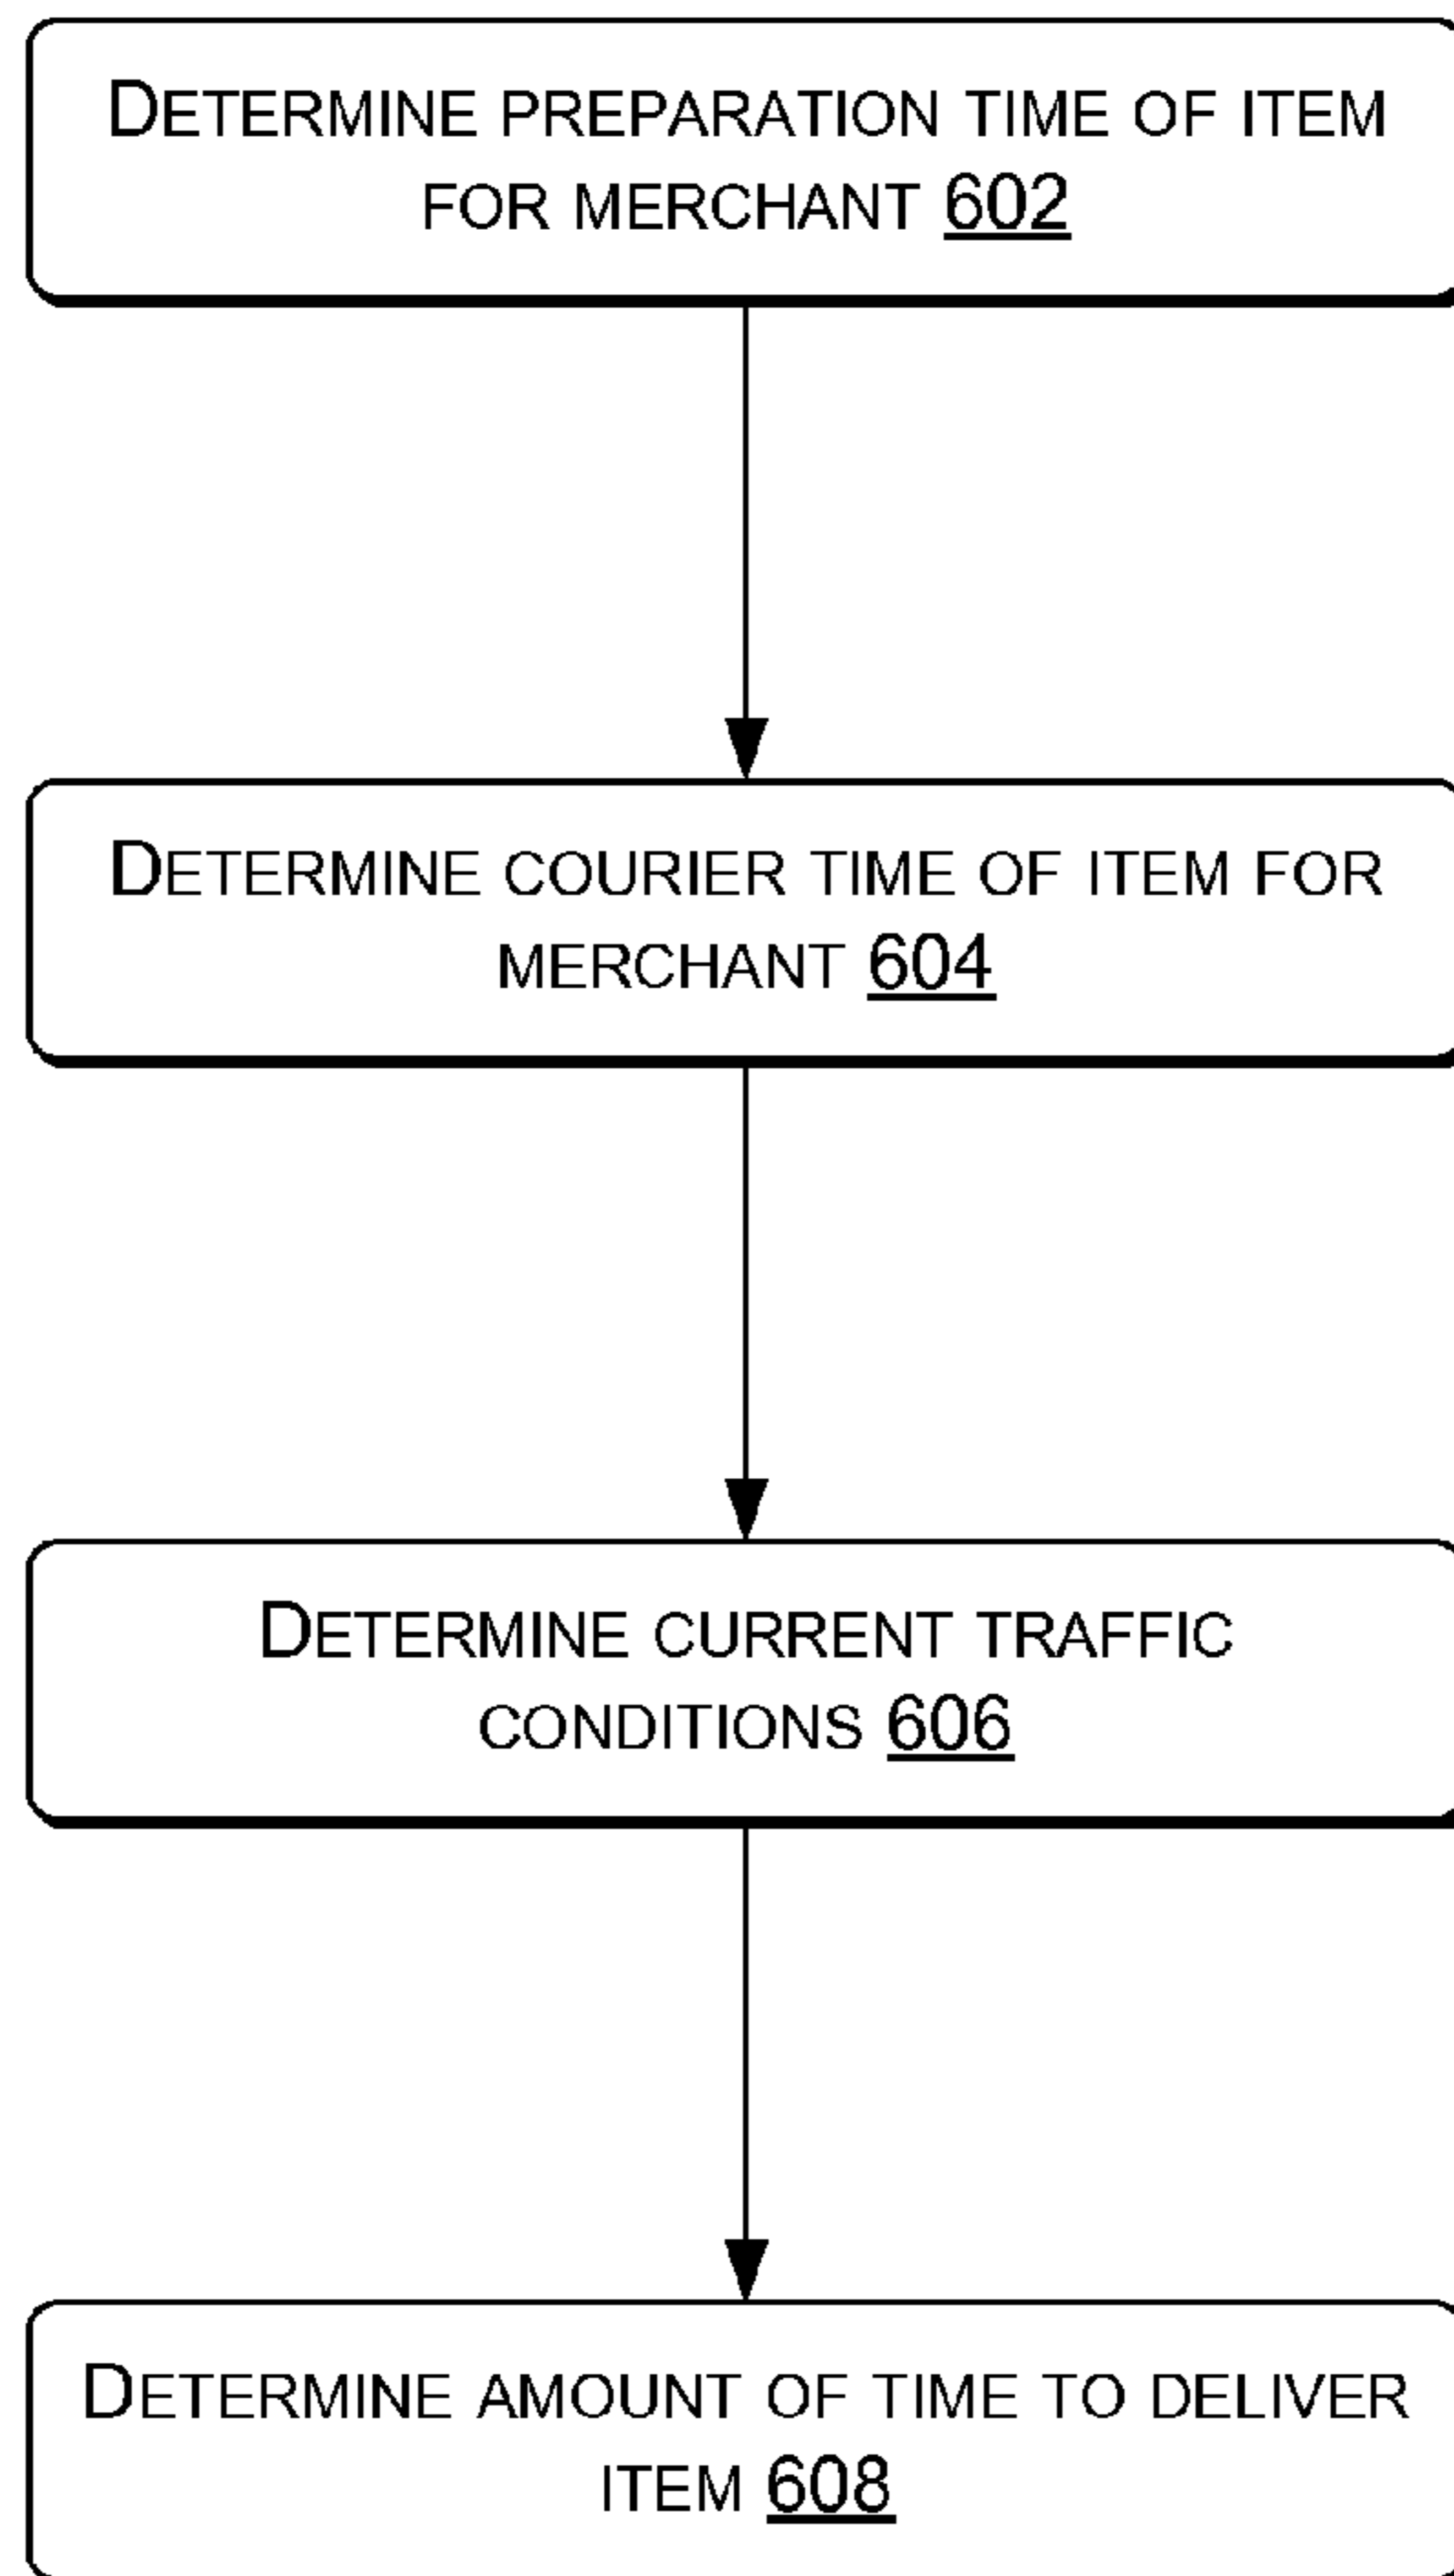 DETERMINE PREPARATION TIME OF ITEM
FOR MERCHANT 602
DETERMINE COURIER TIME OF ITEM FOR
MERCHANT 604
DETERMINE CURRENT TRAFFIC
CONDITIONS 606
DETERMINE AMOUNT OF TIME TO DELIVER
ITEM 608